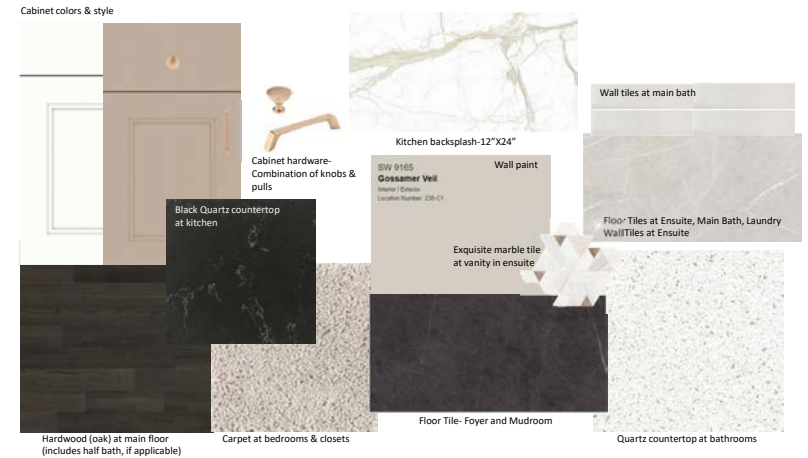 Cabinet colors & style
Wall tiles at main bath
Kitchen backsplash-12”X24”
Cabinet hardware-
Combination of knobs &
pulls
SW 9165
Gossamer Veil
Interior / Exterior
Location Number: 230-C1
Wall paint
Black Quartz countertop
at kitchen
Floor Tiles at Ensuite, Main Bath, Laundry
Wall Tiles at Ensuite
Exquisite marble tile
at vanity in ensuite
Floor Tile- Foyer and Mudroom
Hardwood (oak) at main floor
(includes half bath, if applicable)
Carpet at bedrooms & closets
Quartz countertop at bathrooms